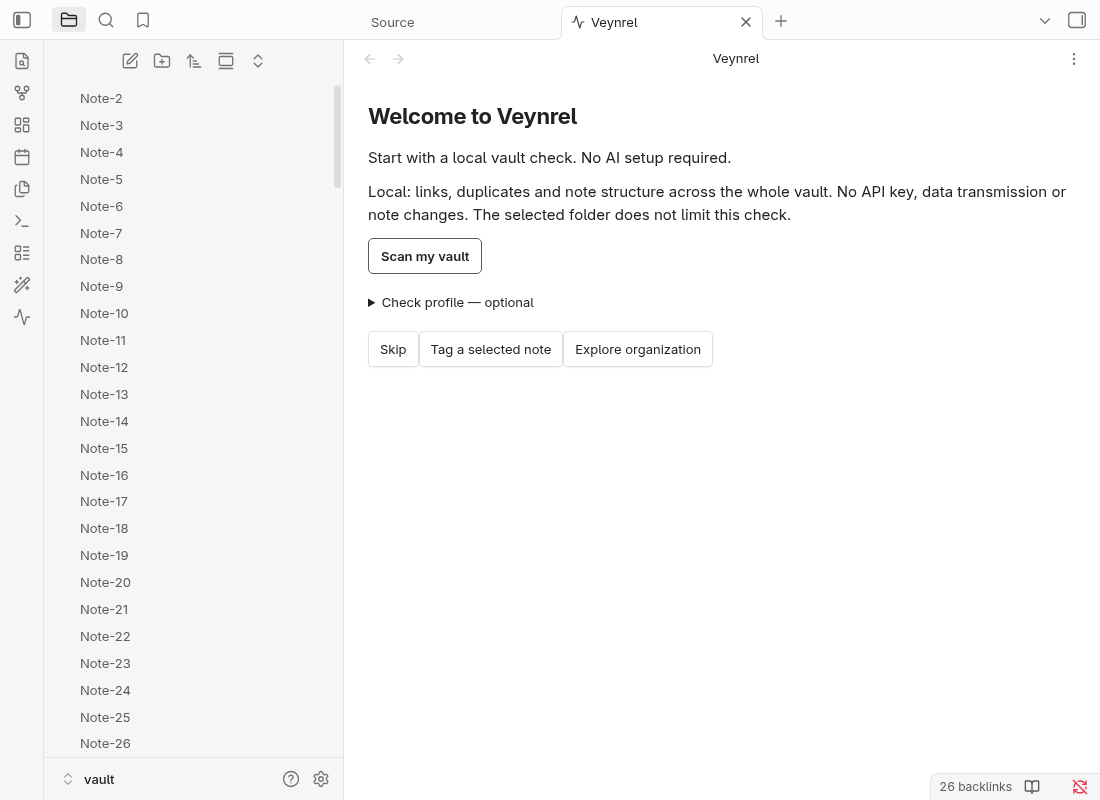 Source
Veynrel
Veynrel
Note-2
Note-3
Note-4
Note-5
Note-6
Note-7
Note-8
Note-9
Note-10
Note-11
Note-12
Note-13
Note-14
Note-15
Note-16
Note-17
Note-18
Note-19
Note-20
Note-21
Note-22
Note-23
Note-24
Note-25
Note-26
vault
Welcome to Veynrel
Start with a local vault check. No AI setup required.
Local: links, duplicates and note structure across the whole vault. No API key, data transmission or
note changes. The selected folder does not limit this check.
Scan my vault
Check profile — optional
Skip
Tag a selected note
Explore organization
26 backlinks